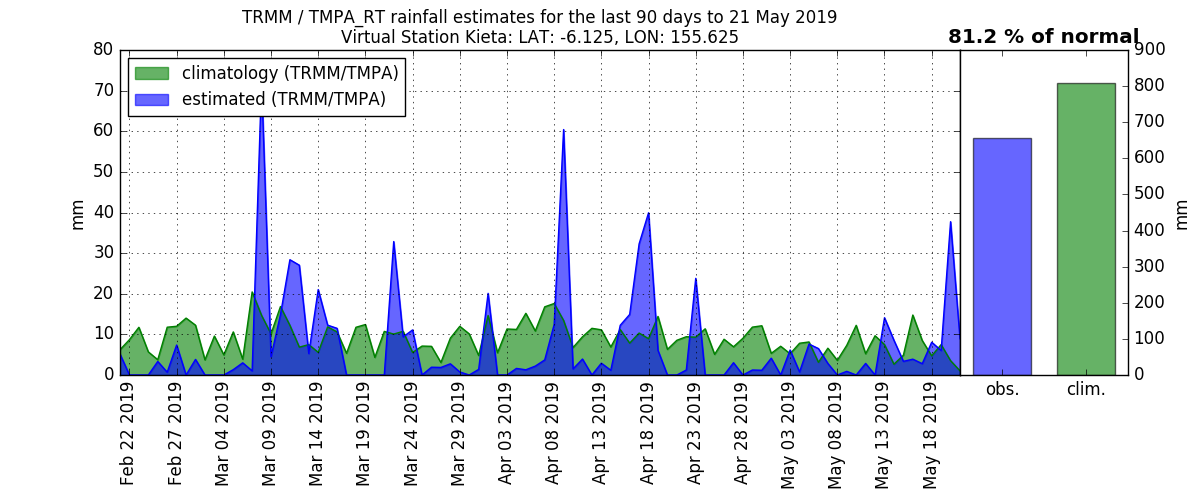 TRMM / TMPA_RT rainfall estimates for the last 90 days to 21 May 2019
Virtual Station Kieta: LAT: -6.125, LON: 155.625
81.2 % of normal
climatology (TRMM/TMPA)
estimated (TRMM/TMPA)
80
70
60
50
40
30
20
10
0
mm
Feb 22 2019
Feb 27 2019
Mar 04 2019
Mar 09 2019
Mar 14 2019
Mar 19 2019
Mar 24 2019
Mar 29 2019
Apr 03 2019
Apr 08 2019
Apr 13 2019
Apr 18 2019
Apr 23 2019
Apr 28 2019
May 03 2019
May 08 2019
May 13 2019
May 18 2019
obs.
clim.
900
800
700
600
500
400
300
200
100
0
mm